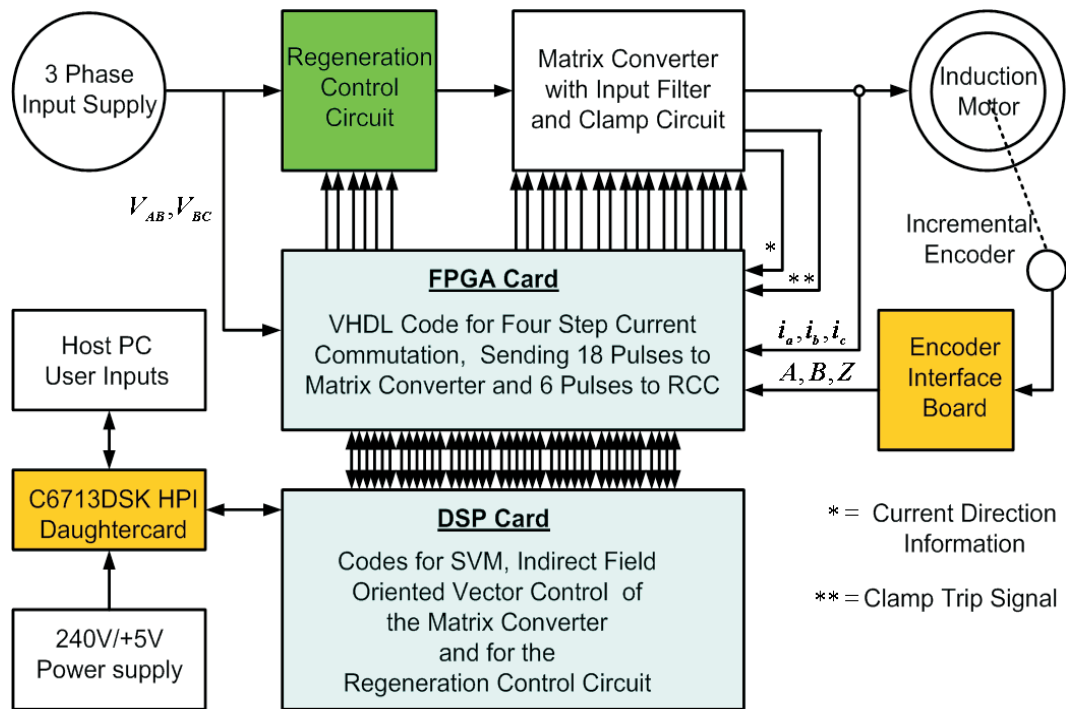 3 Phase
Input Supply
Regeneration
Control
Circuit
Matrix Converter
with Input Filter
and Clamp Circuit
Induction
Motor
V_AB, V_BC
*
**
Incremental
Encoder
FPGA Card
VHDL Code for Four Step Current
Commutation, Sending 18 Pulses to
Matrix Converter and 6 Pulses to RCC
i_a, i_b, i_c
A, B, Z
Encoder
Interface
Board
Host PC
User Inputs
C6713DSK HPI
Daughtercard
240V/+5V
Power supply
DSP Card
Codes for SVM, Indirect Field
Oriented Vector Control of
the Matrix Converter
and for the
Regeneration Control Circuit
* = Current Direction
Information
** = Clamp Trip Signal